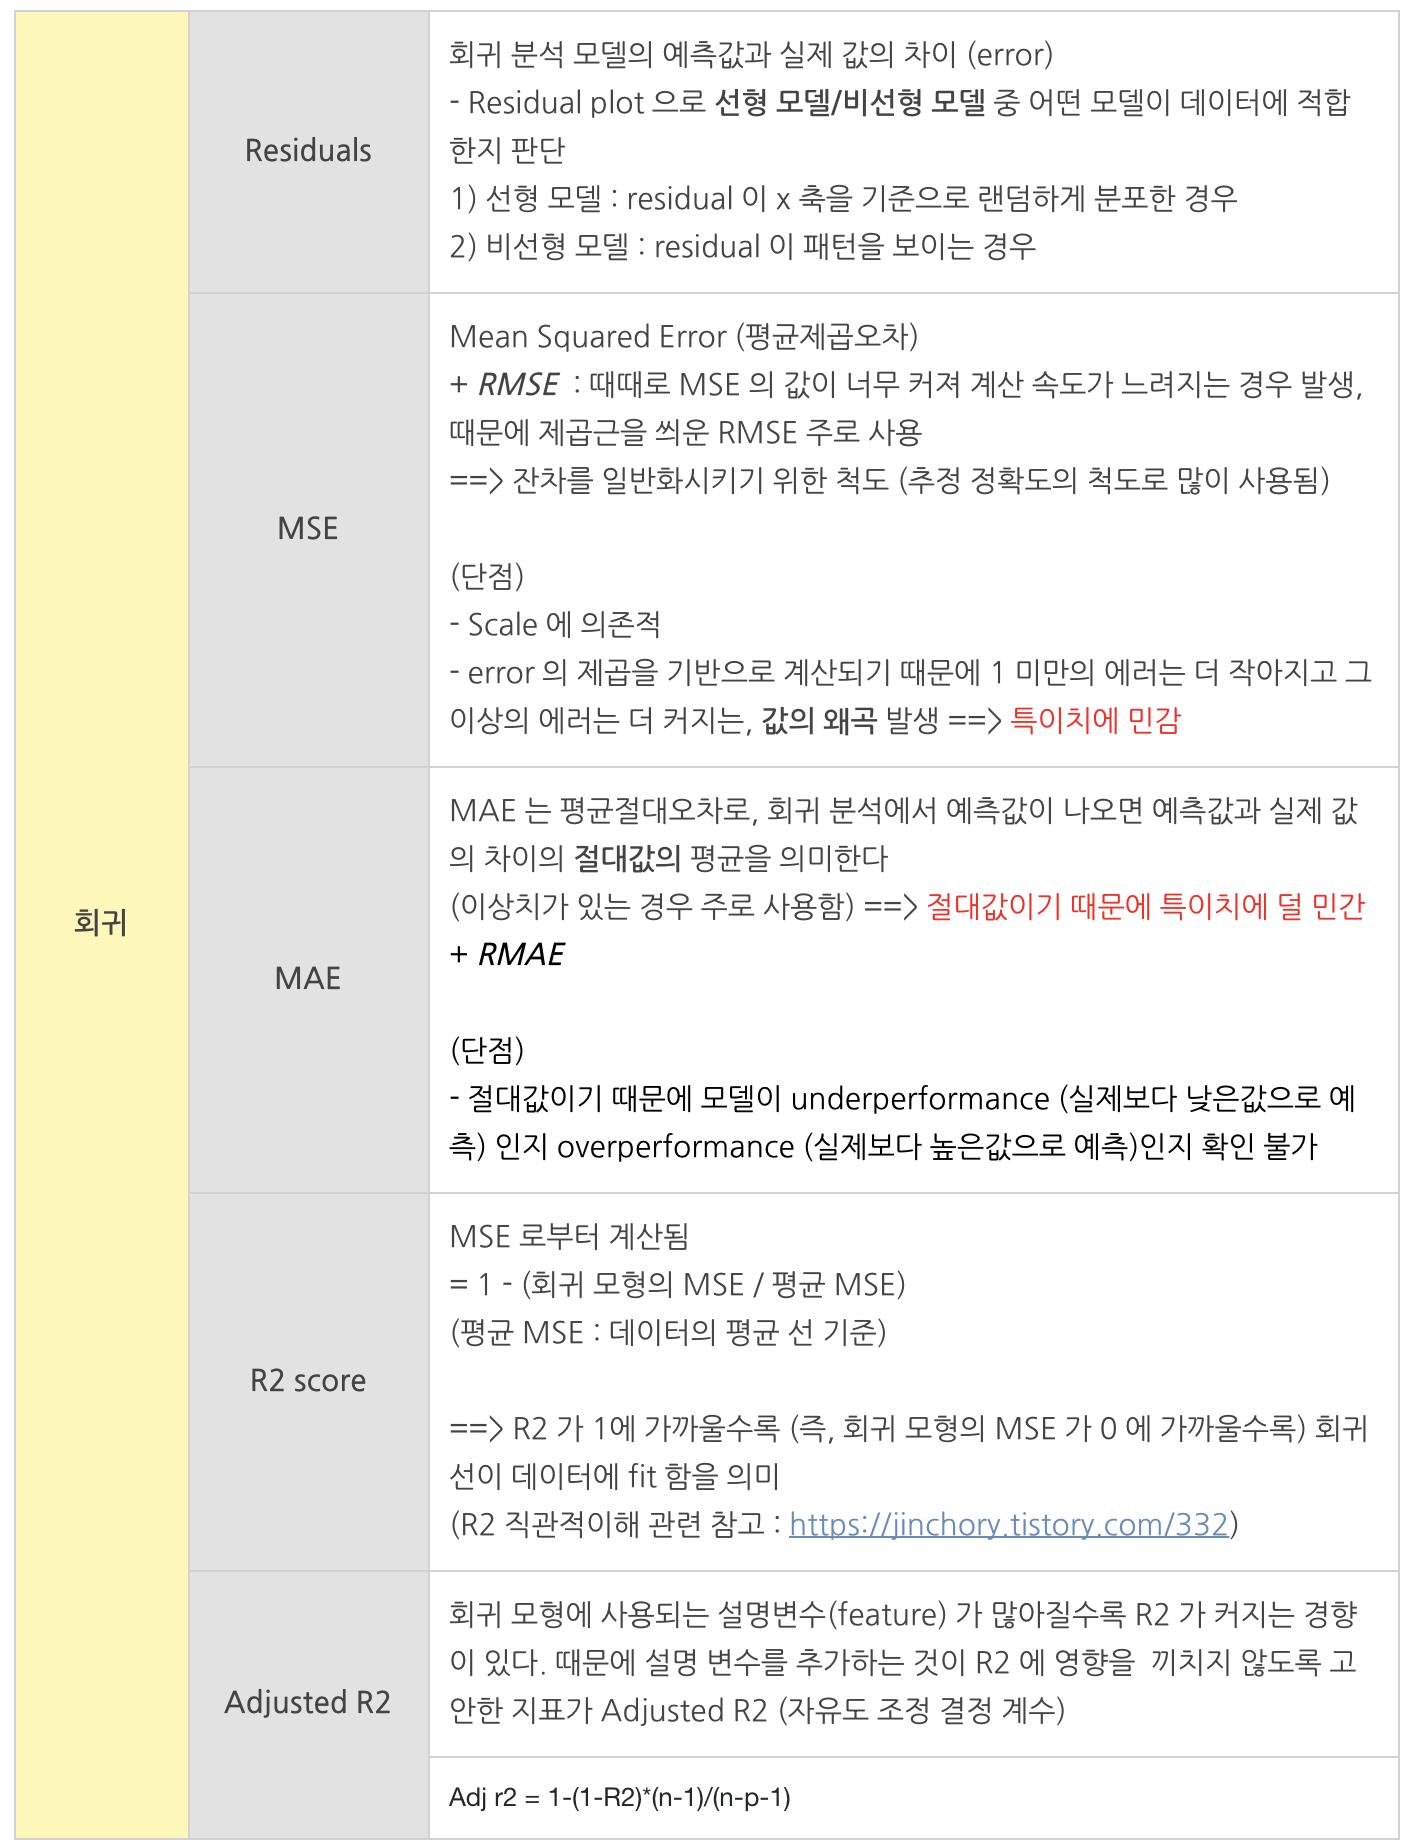 회귀
Residuals
회귀 분석 모델의 예측값과 실제 값의 차이 (error)
- Residual plot 으로 선형 모델/비선형 모델 중 어떤 모델이 데이터에 적합
한지 판단
1) 선형 모델 : residual 이 x 축을 기준으로 랜덤하게 분포한 경우
2) 비선형 모델 : residual 이 패턴을 보이는 경우
MSE
Mean Squared Error (평균제곱오차)
+ RMSE : 때때로 MSE 의 값이 너무 커져 계산 속도가 느려지는 경우 발생,
때문에 제곱근을 씌운 RMSE 주로 사용
==> 잔차를 일반화시키기 위한 척도 (추정 정확도의 척도로 많이 사용됨)
(단점)
- Scale 에 의존적
- error 의 제곱을 기반으로 계산되기 때문에 1 미만의 에러는 더 작아지고 그
이상의 에러는 더 커지는, 값의 왜곡 발생 ==> 특이치에 민감
MAE
MAE 는 평균절대오차로, 회귀 분석에서 예측값이 나오면 예측값과 실제 값
의 차이의 절대값의 평균을 의미한다
(이상치가 있는 경우 주로 사용함) ==> 절대값이기 때문에 특이치에 덜 민간
+ RMAE
(단점)
- 절대값이기 때문에 모델이 underperformance (실제보다 낮은값으로 예
측) 인지 overperformance (실제보다 높은값으로 예측)인지 확인 불가
R2 score
MSE 로부터 계산됨
= 1 - (회귀 모형의 MSE / 평균 MSE)
(평균 MSE : 데이터의 평균 선 기준)
==> R2 가 1에 가까울수록 (즉, 회귀 모형의 MSE 가 0 에 가까울수록) 회귀
선이 데이터에 fit 함을 의미
(R2 직관적이해 관련 참고 : https://jinchory.tistory.com/332)
Adjusted R2
회귀 모형에 사용되는 설명변수(feature) 가 많아질수록 R2 가 커지는 경향
이 있다. 때문에 설명 변수를 추가하는 것이 R2 에 영향을 끼치지 않도록 고
안한 지표가 Adjusted R2 (자유도 조정 결정 계수)
Adj r2 = 1-(1-R2)*(n-1)/(n-p-1)